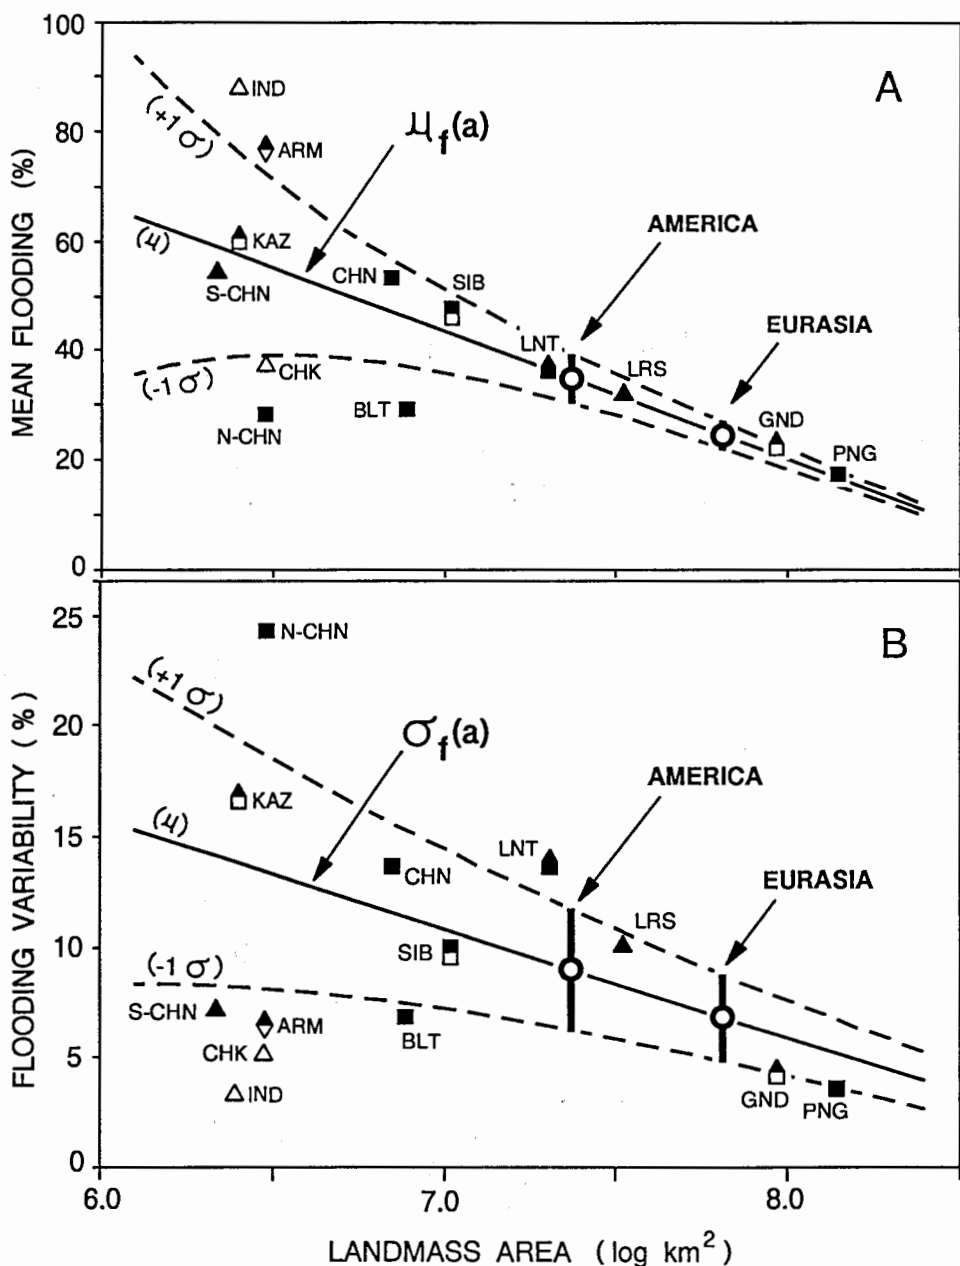 100
80
60
40
20
0
MEAN FLOODING (%)
A
IND
(+1 σ)
ARM
μf(a)
AMERICA
(μ)
KAZ
S-CHN
CHN
SIB
EURASIA
LNT
LRS
(-1 σ)
CHK
N-CHN
BLT
GND
PNG
25
20
15
10
5
0
FLOODING VARIABILITY (%)
B
N-CHN
(+1 σ)
σf(a)
AMERICA
KAZ
(μ)
CHN
LNT
EURASIA
LRS
SIB
(-1 σ)
S-CHN
ARM
BLT
CHK
IND
GND
PNG
6.0 7.0 8.0
LANDMASS AREA (log km²)